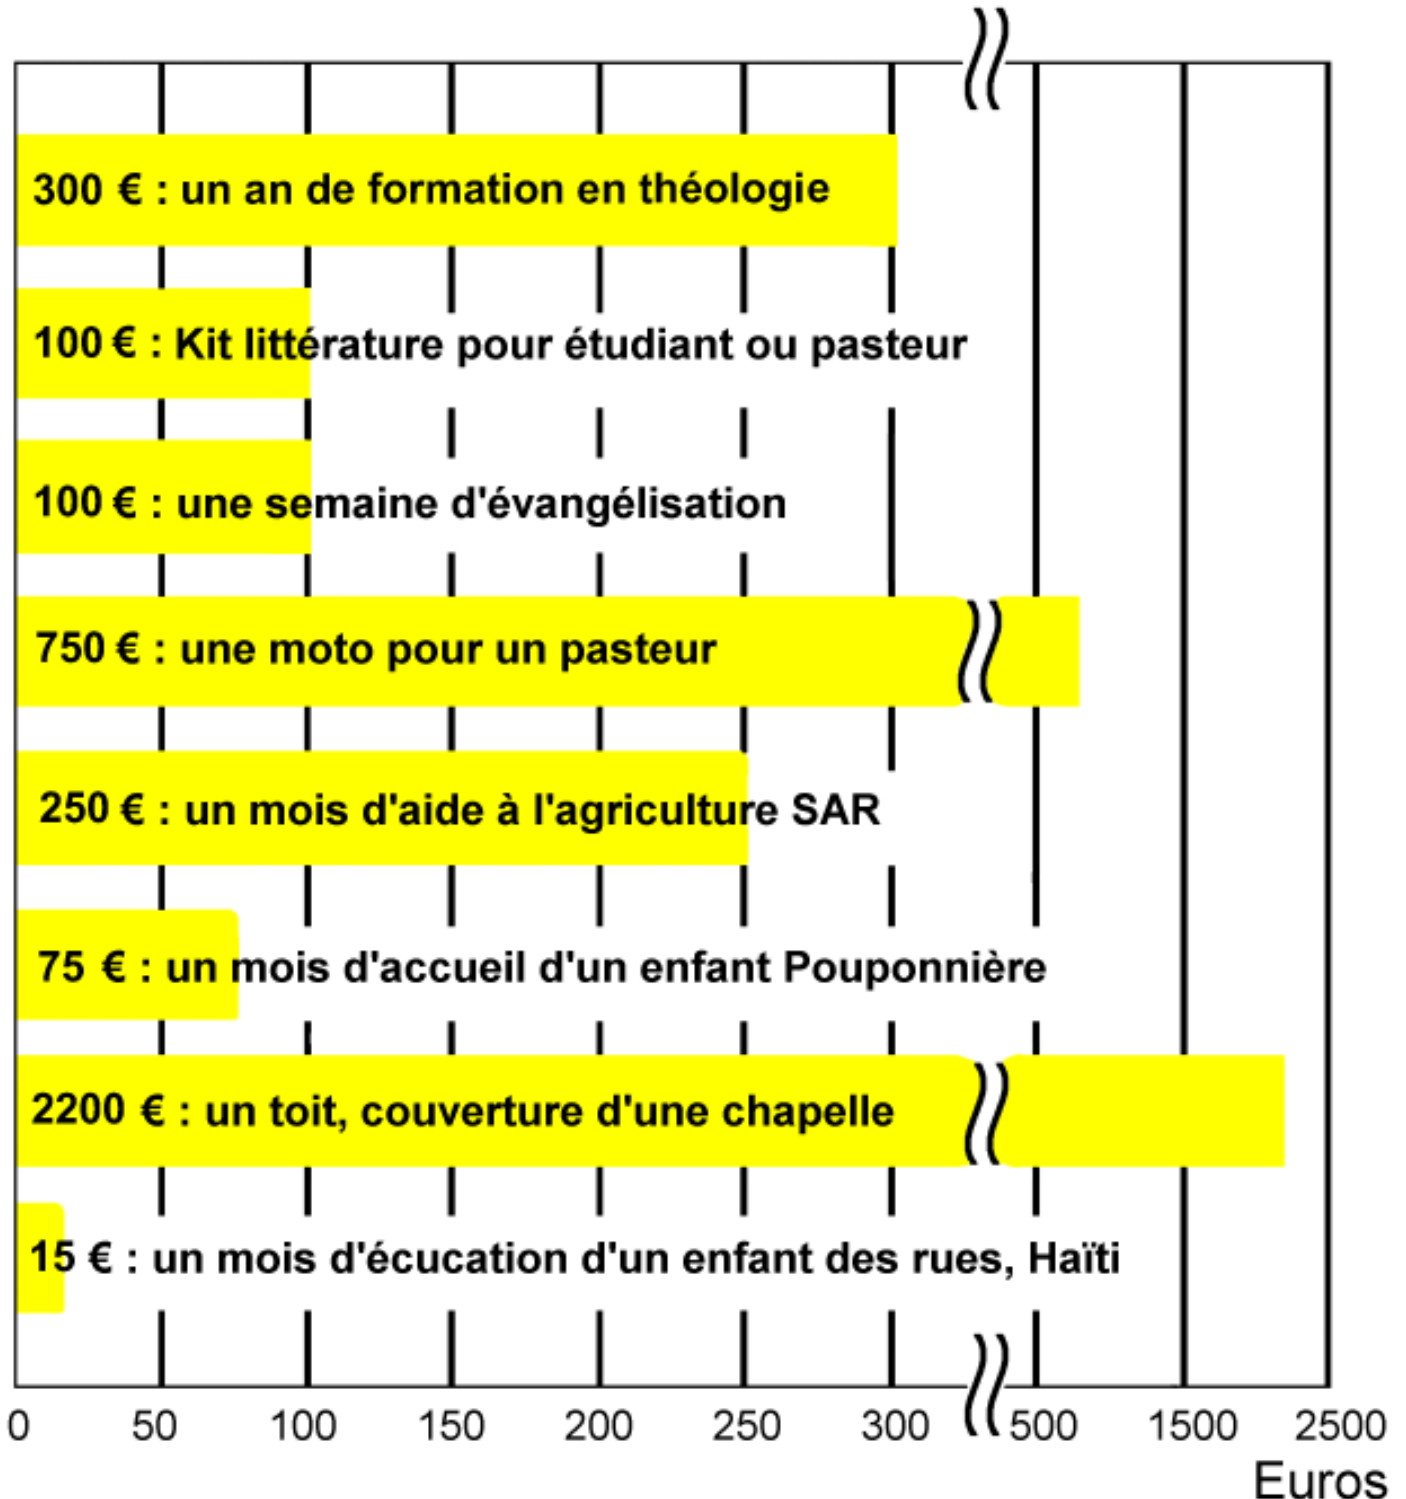 300 € : un an de formation en théologie
100 € : Kit littérature pour étudiant ou pasteur
100 € : une semaine d'évangélisation
750 € : une moto pour un pasteur
250 € : un mois d'aide à l'agriculture SAR
75 € : un mois d'accueil d'un enfant Pouponnière
2200 € : un toit, couverture d'une chapelle
15 € : un mois d'écucation d'un enfant des rues, Haïti
0 50 100 150 200 250 300 500 1500 2500
Euros